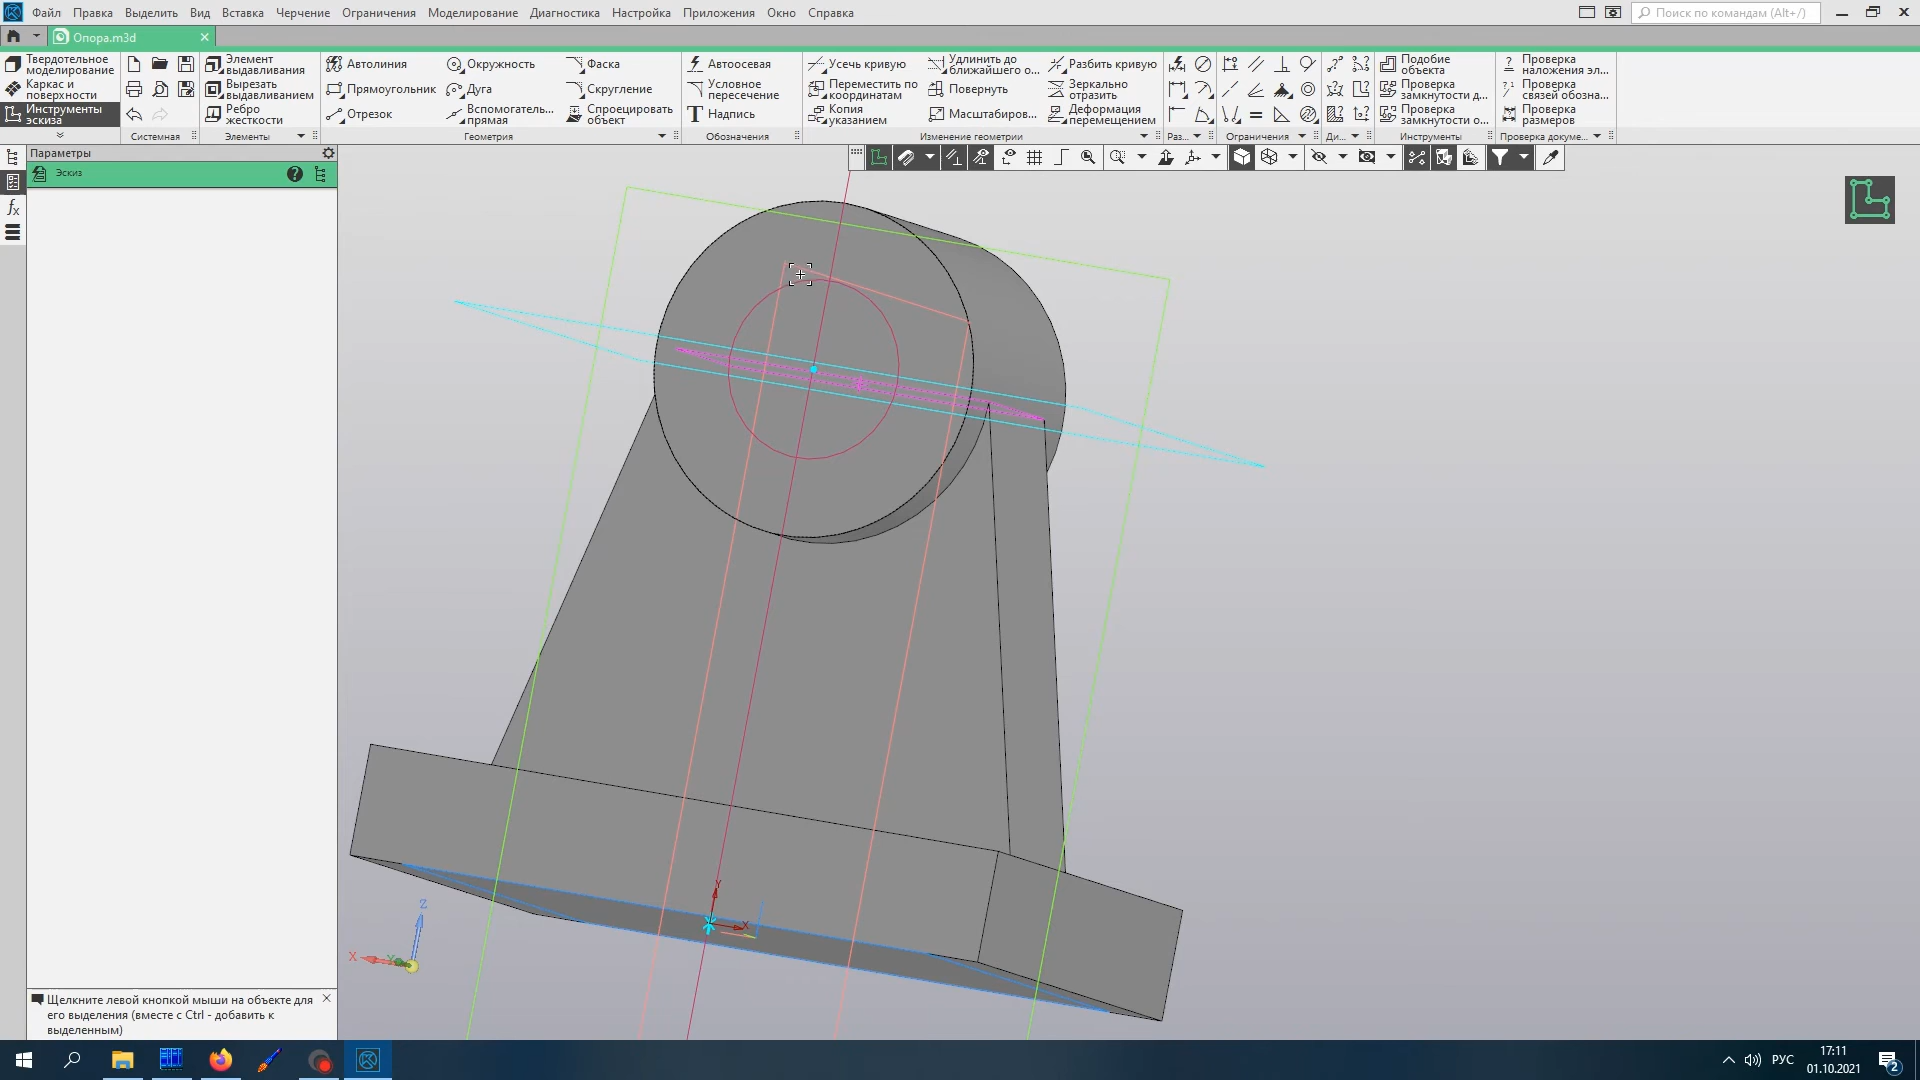 Файл Правка Выделить Вид Вставка Черчение Ограничения Моделирование Диагностика Настройка Приложения Окно Справка
Поиск по командам (Alt+/)
Опора.m3d
Твердотельное моделирование
Каркас и поверхности
Инструменты эскиза
Системная
Элемент выдавливания
Вырезать выдавливанием
Ребро жесткости
Элементы
Автолиния
Прямоугольник
Отрезок
Окружность
Дуга
Вспомогатель... прямая
Фаска
Скругление
Спроецировать объект
Геометрия
Автоосевая
Условное пересечение
Надпись
Обозначения
Усечь кривую
Переместить по координатам
Копия указанием
Удлинить до ближайшего о...
Повернуть
Масштабиров...
Разбить кривую
Зеркально отразить
Деформация перемещением
Изменение геометрии
Раз...
Ограничения
Ди...
Подобие объекта
Проверка замкнутости д...
Проверка замкнутости о...
Инструменты
Проверка наложения эл...
Проверка связей обозна...
Проверка размеров
Проверка докуме...
Параметры
Эскиз
fx
Y
X
Z
X
Y
Щелкните левой кнопкой мыши на объекте для
его выделения (вместе с Ctrl - добавить к
выделенным)
РУС
17:11
01.10.2021
2